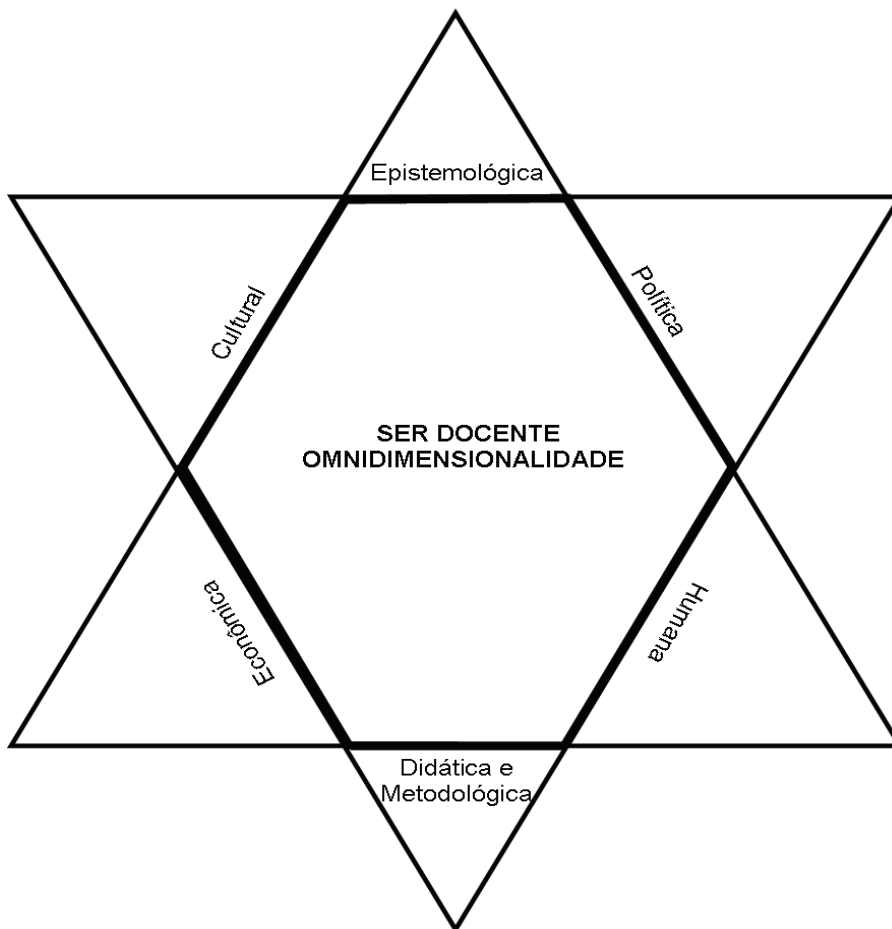 Epistemológica
Cultural
Política
SER DOCENTE
OMNIDIMENSIONALIDADE
Econômica
Humana
Didática e
Metodológica